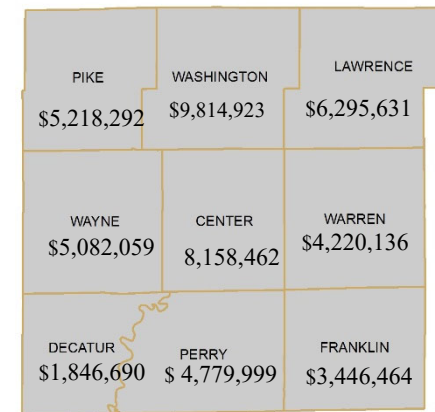 PIKE
$5,218,292
WASHINGTON
$9,814,923
LAWRENCE
$6,295,631
WAYNE
$5,082,059
CENTER
8,158,462
WARREN
$4,220,136
DECATUR
$1,846,690
PERRY
$ 4,779,999
FRANKLIN
$3,446,464